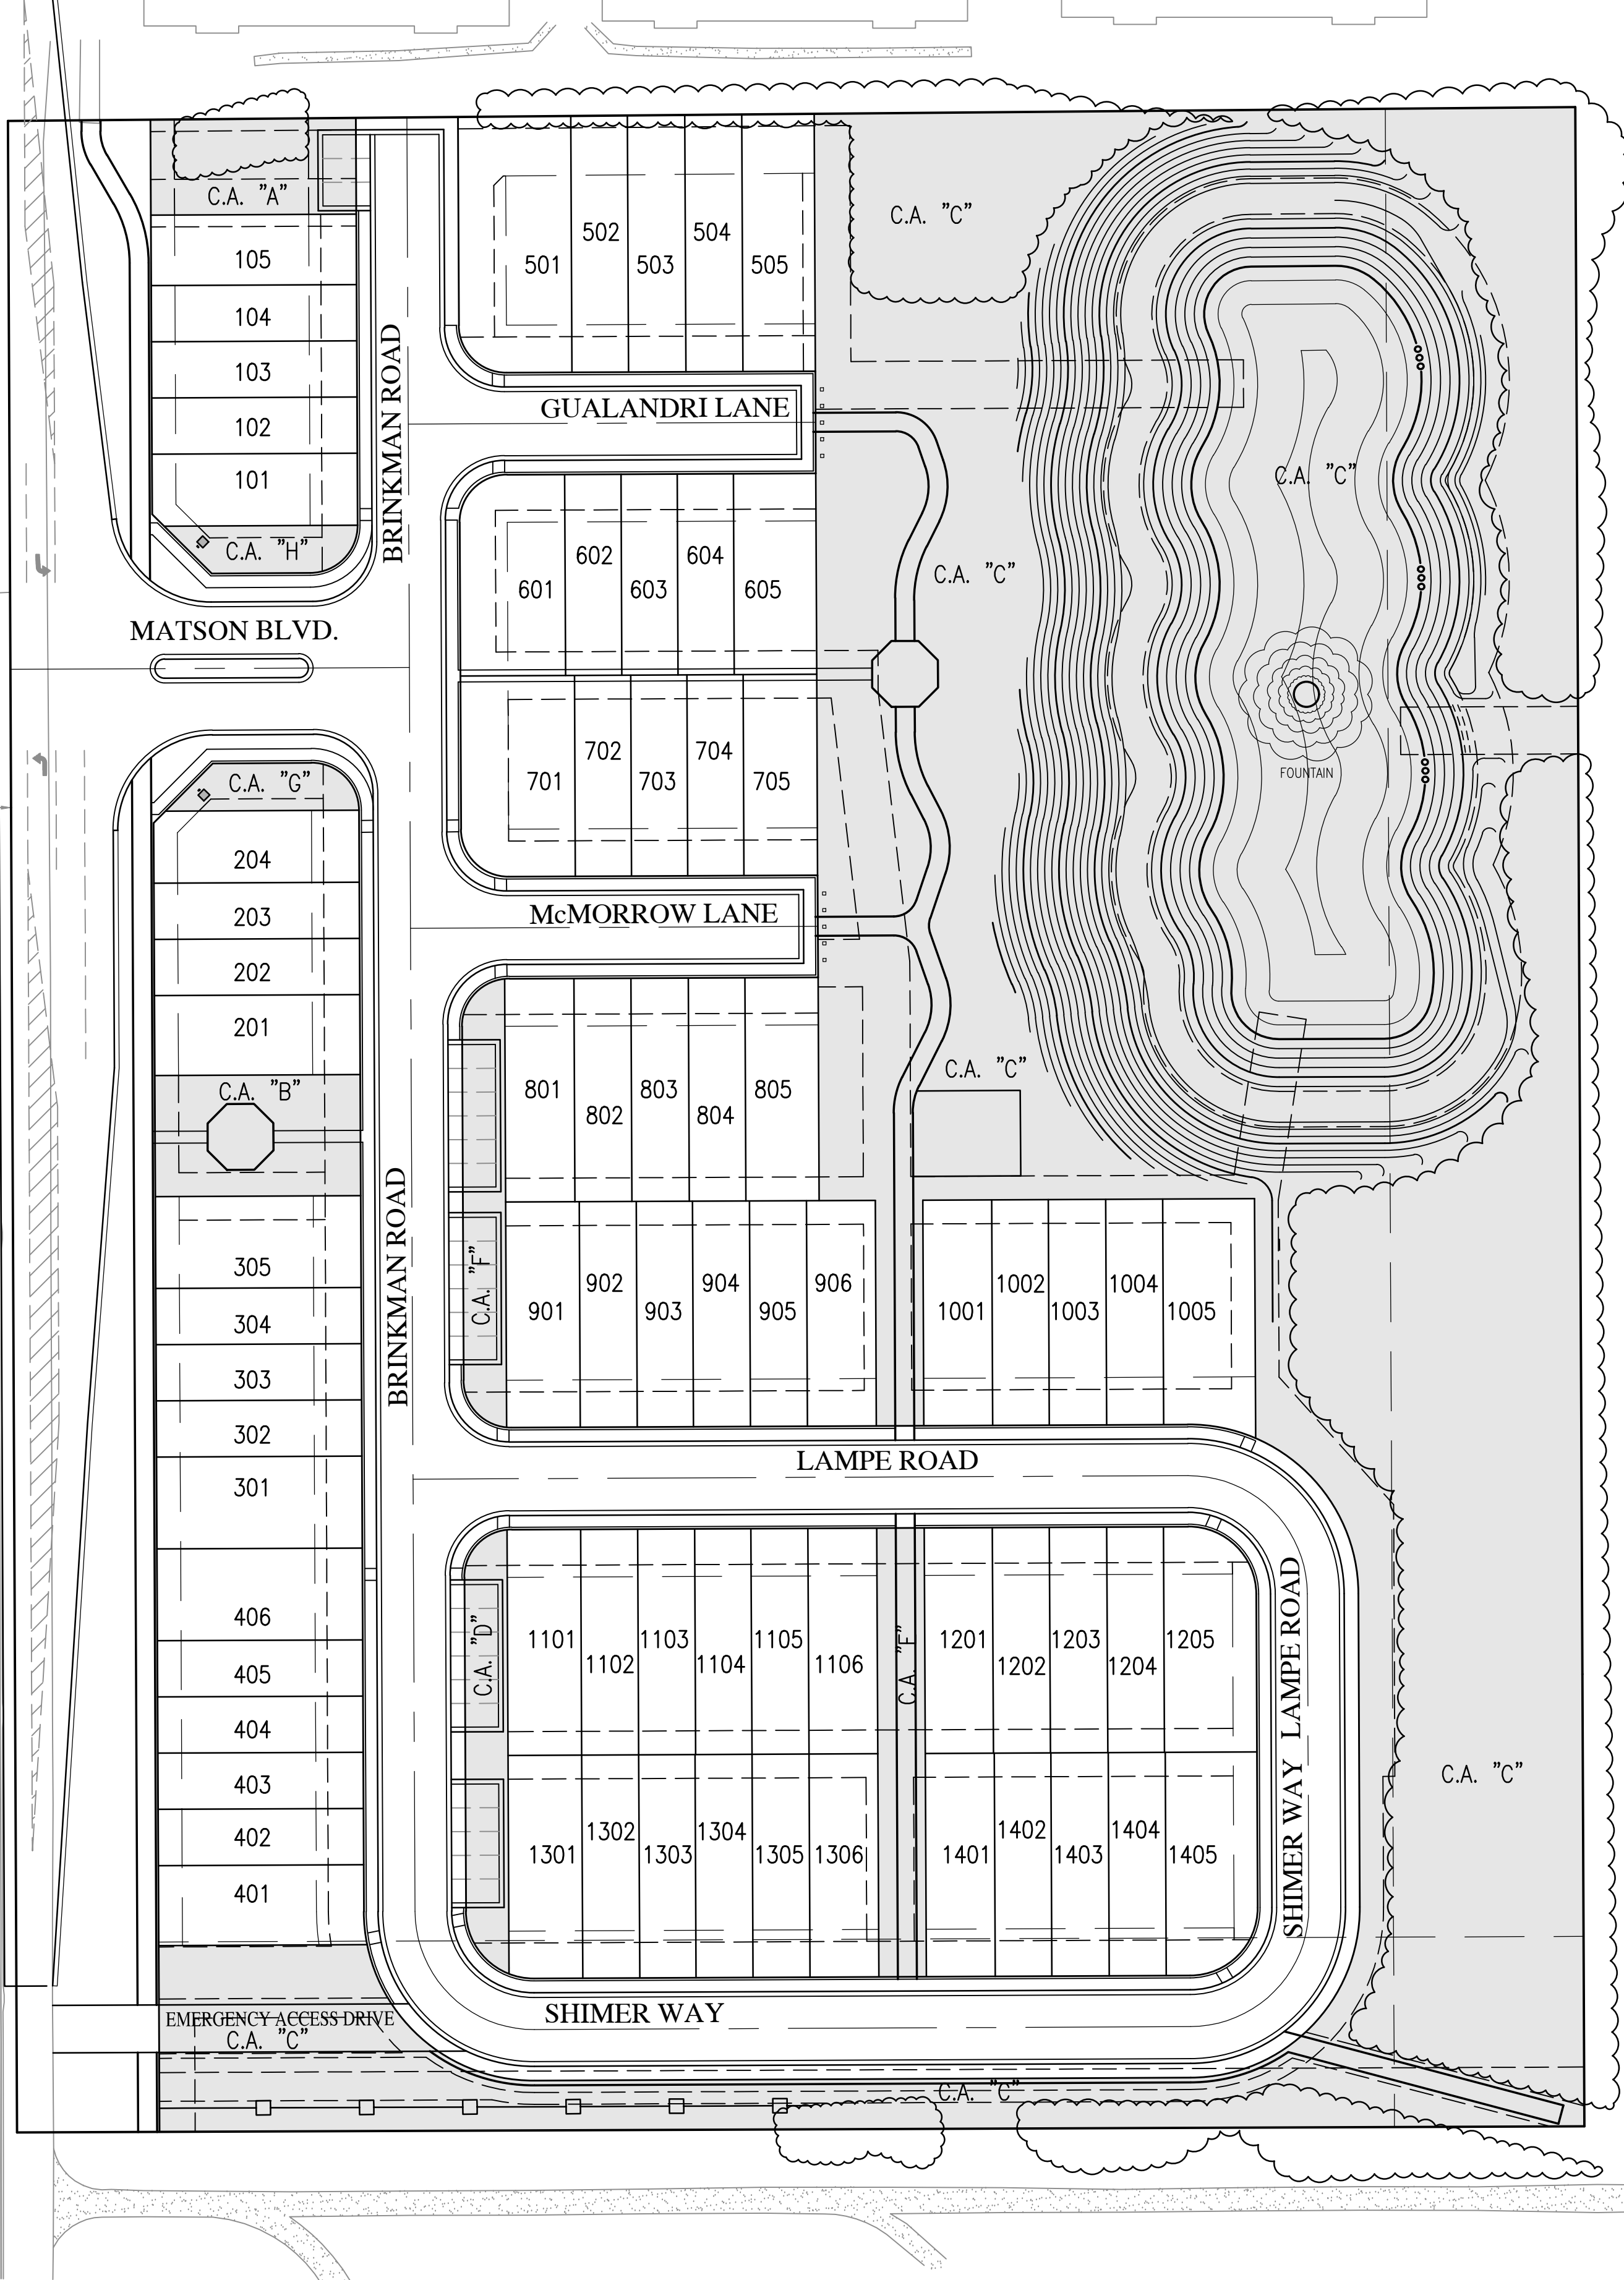 C.A. "A"
105
104
103
102
101
C.A. "H"
BRINKMAN ROAD
501
502
503
504
505
C.A. "C"
GUALANDRI LANE
C.A. "C"
601
602
603
604
605
C.A. "C"
MATSON BLVD.
701
702
703
704
705
FOUNTAIN
C.A. "G"
204
203
202
201
McMORROW LANE
C.A. "B"
801
802
803
804
805
C.A. "C"
305
304
303
302
301
BRINKMAN ROAD
C.A. "F"
901
902
903
904
905
906
1001
1002
1003
1004
1005
LAMPE ROAD
406
405
404
403
402
401
C.A. "D"
1101
1102
1103
1104
1105
1106
C.A. "E"
1201
1202
1203
1204
1205
LAMPE ROAD
SHIMER WAY
C.A. "C"
1301
1302
1303
1304
1305
1306
1401
1402
1403
1404
1405
SHIMER WAY
EMERGENCY ACCESS DRIVE
C.A. "C"
C.A. "C"